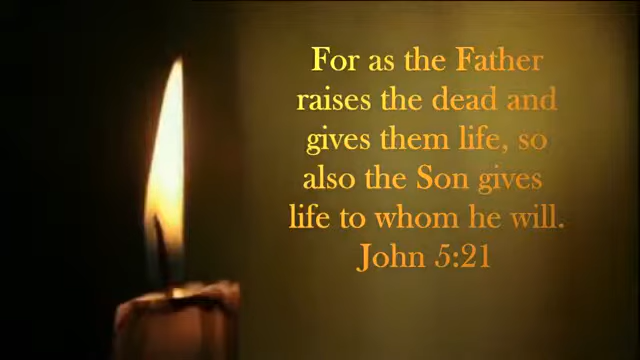 For as the Father
raises the dead and
gives them life, so
also the Son gives
life to whom he will.
John 5:21